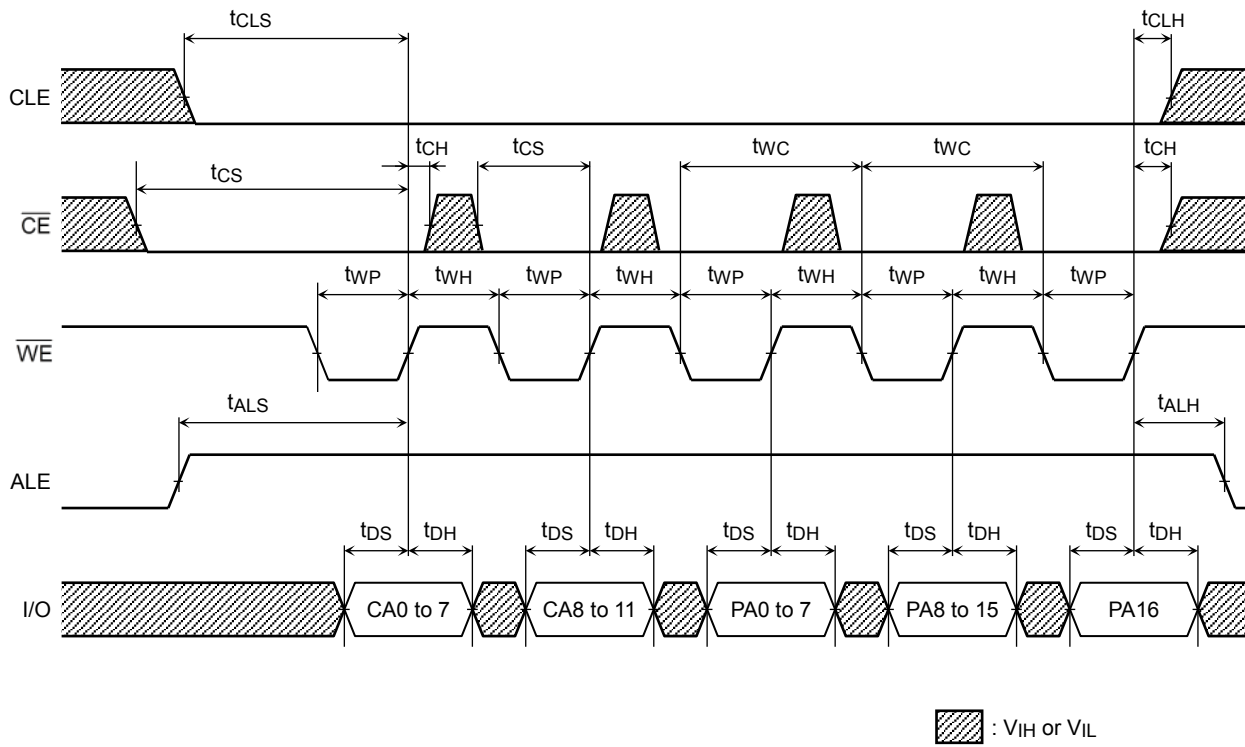 tCLS
tCLH
CLE
tCH
tCS
tWC
tWC
tCH
tCS
CE
tWP
tWH
tWP
tWH
tWP
tWH
tWP
tWH
tWP
WE
tALS
tALH
ALE
tDS
tDH
tDS
tDH
tDS
tDH
tDS
tDH
tDS
tDH
I/O
CA0 to 7
CA8 to 11
PA0 to 7
PA8 to 15
PA16
: VIH or VIL